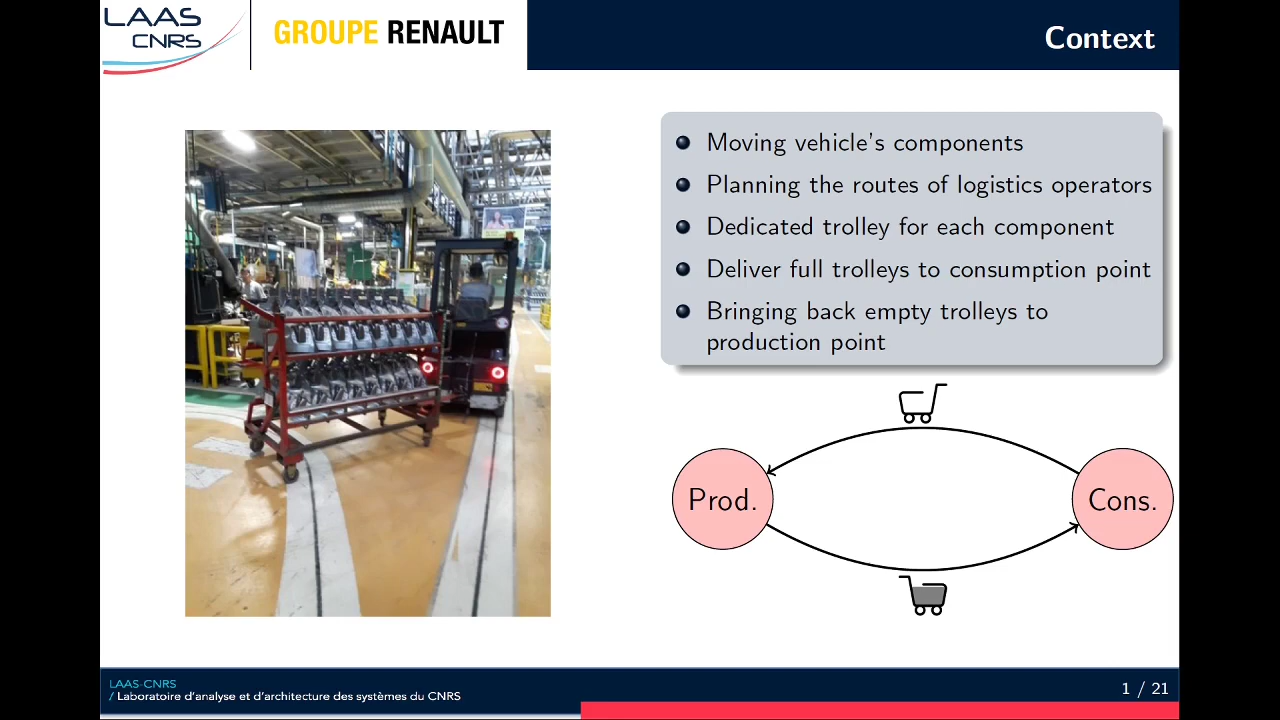 LAAS
CNRS
GROUPE RENAULT
Context
Moving vehicle's components
Planning the routes of logistics operators
Dedicated trolley for each component
Deliver full trolleys to consumption point
Bringing back empty trolleys to
production point
Prod.
Cons.
LAAS-CNRS
/ Laboratoire d'analyse et d'architecture des systèmes du CNRS
1 / 21